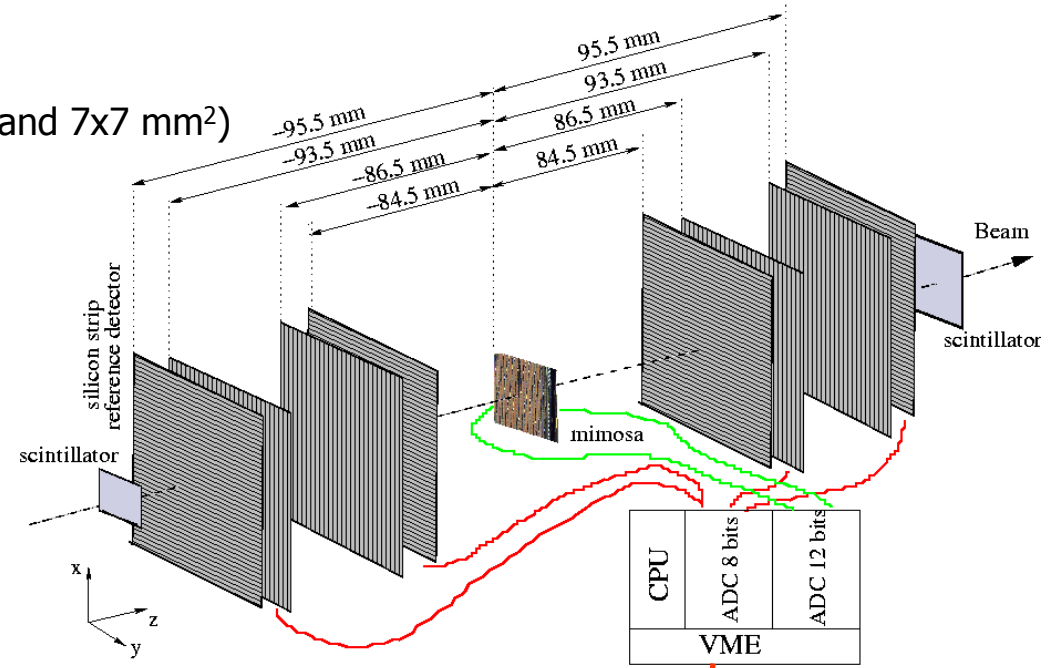 and 7x7 mm²)
–95.5 mm
95.5 mm
–93.5 mm
93.5 mm
–86.5 mm
86.5 mm
–84.5 mm
84.5 mm
silicon strip
reference detector
Beam
scintillator
scintillator
mimosa
x
z
y
CPU
ADC 8 bits
ADC 12 bits
VME